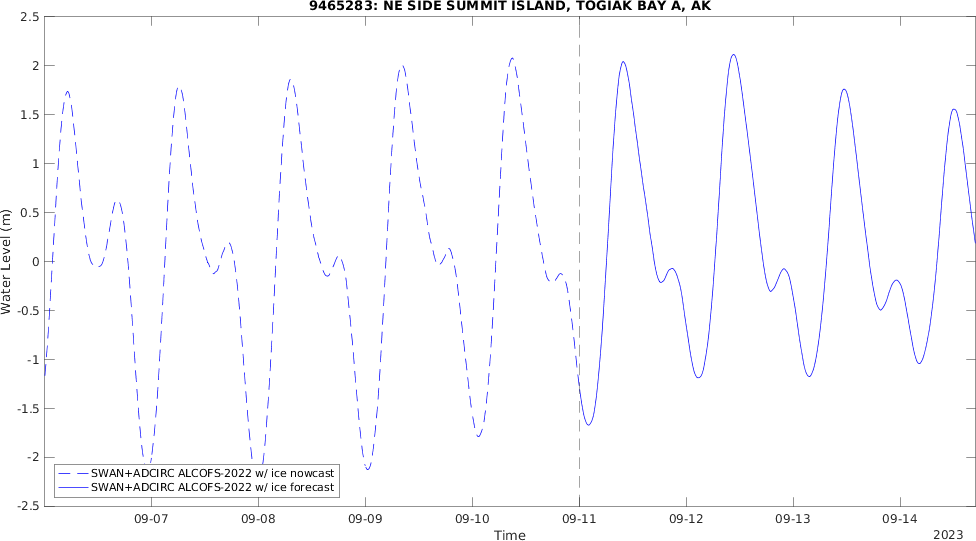 9465283: NE SIDE SUMMIT ISLAND, TOGIAK BAY A, AK
2.5
2
1.5
1
0.5
0
-0.5
-1
-1.5
-2
-2.5
Water Level (m)
SWAN+ADCIRC ALCOFS-2022 w/ ice nowcast
SWAN+ADCIRC ALCOFS-2022 w/ ice forecast
09-07 09-08 09-09 09-10 09-11 09-12 09-13 09-14
Time
2023